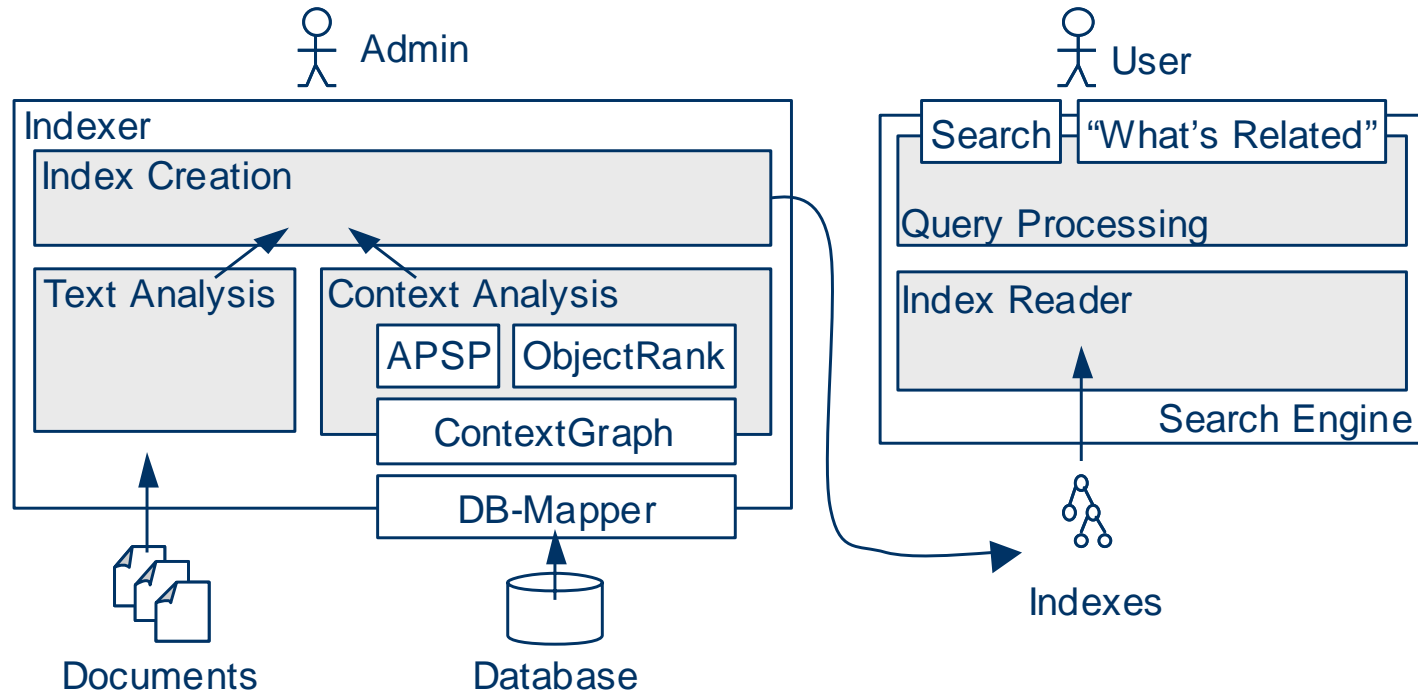 Admin
User
Indexer
Search
“What’s Related”
Index Creation
Query Processing
Text Analysis
Context Analysis
Index Reader
APSP
ObjectRank
ContextGraph
Search Engine
DB-Mapper
Indexes
Documents
Database